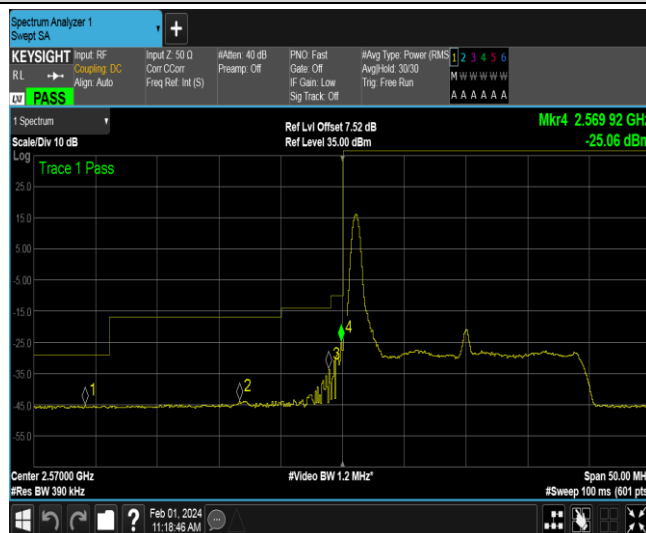 Spectrum Analyzer 1
Swept SA
+
KEYSIGHT Input: RF Input Z: 50 Ω #Atten: 40 dB PNO: Fast #Avg Type: Power (RMS 1 2 3 4 5 6
RL Coupling: DC Corr CCorr Preamp: Off Gate: Off Avg|Hold: 30/30 M W W W W W
Align: Auto Freq Ref: Int (S) IF Gain: Low Trig: Free Run
LXI PASS Sig Track: Off A A A A A A
1 Spectrum Ref Lvl Offset 7.52 dB Mkr4 2.569 92 GHz
Scale/Div 10 dB Ref Level 35.00 dBm -25.06 dBm
Log
Trace 1 Pass
25.0
15.0
5.00
-5.00
-15.0
-25.0
-35.0
-45.0
-55.0
1
2
3
4
Center 2.57000 GHz #Video BW 1.2 MHz* Span 50.00 MH
#Res BW 390 kHz #Sweep 100 ms (601 pts
? Feb 01, 2024
11:18:46 AM